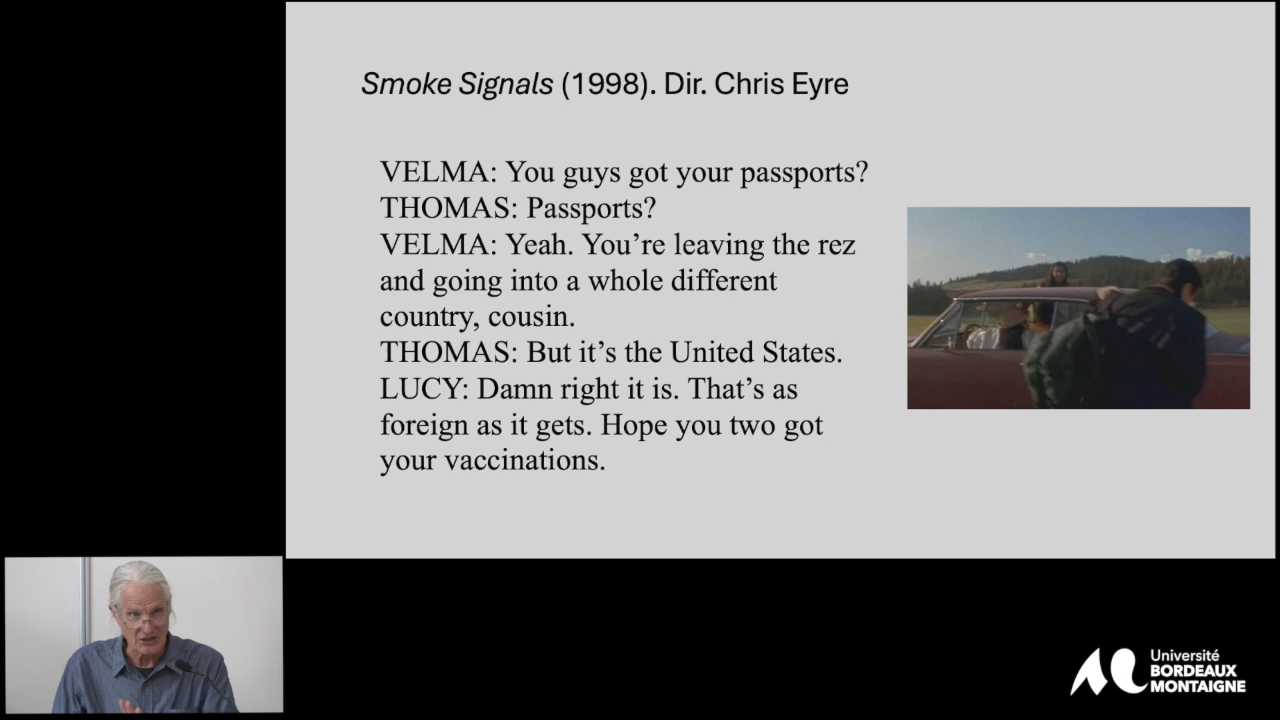 Smoke Signals (1998). Dir. Chris Eyre
VELMA: You guys got your passports?
THOMAS: Passports?
VELMA: Yeah. You’re leaving the rez
and going into a whole different
country, cousin.
THOMAS: But it’s the United States.
LUCY: Damn right it is. That’s as
foreign as it gets. Hope you two got
your vaccinations.
Université
BORDEAUX
MONTAIGNE